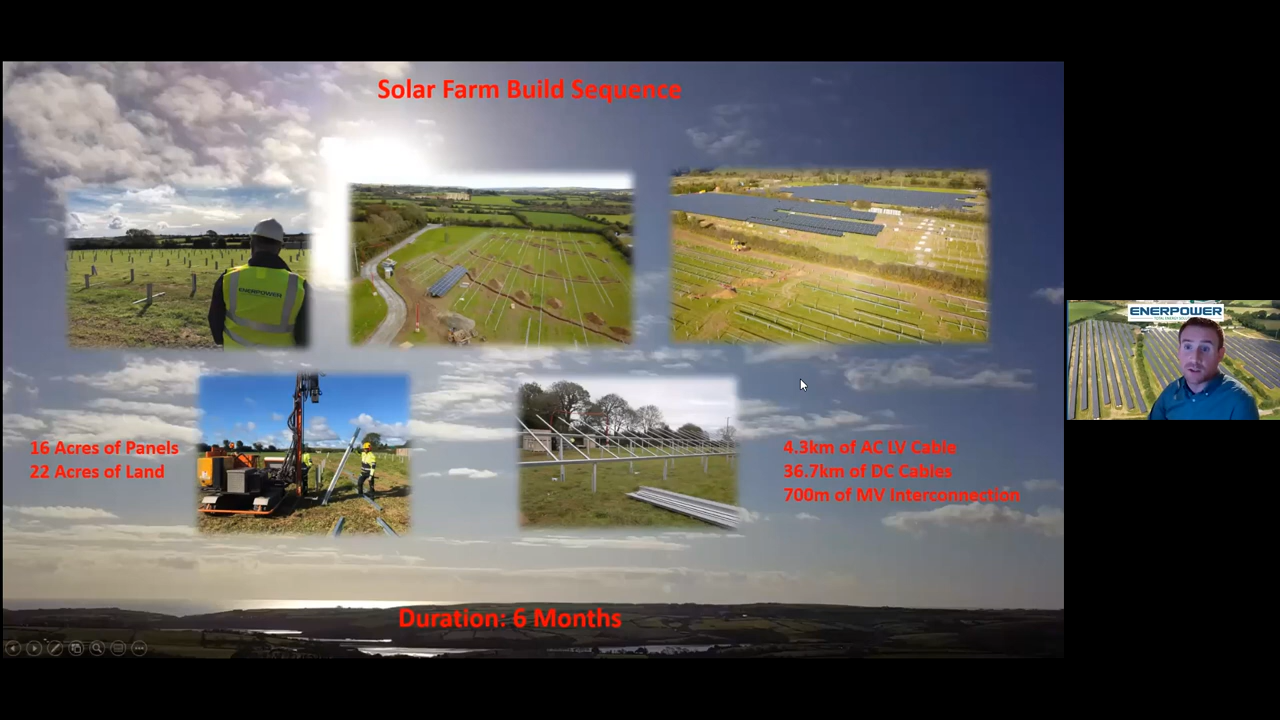 Solar Farm Build Sequence
ENERPOWER
16 Acres of Panels
22 Acres of Land
4.3km of AC LV Cable
36.7km of DC Cables
700m of MV Interconnection
Duration: 6 Months
ENERPOWER